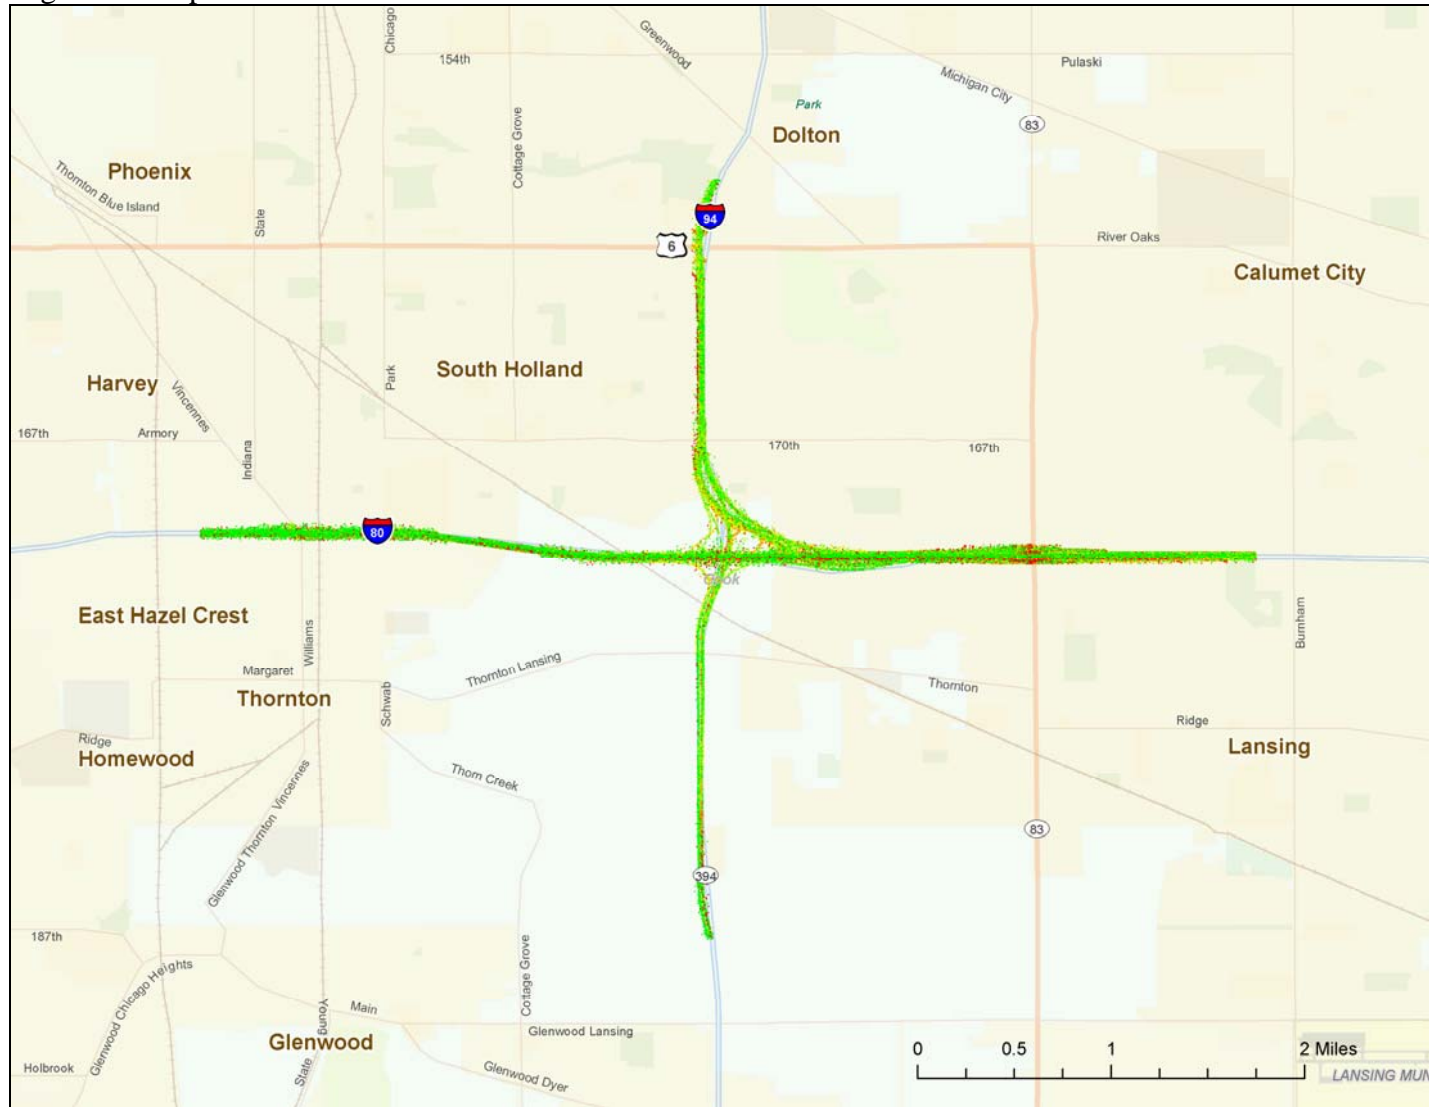 Chicago
Greenwood
154th
Pulaski
Michigan City
Park
83
Dolton
Cottage Grove
Phoenix
Thornton Blue Island
State
94
6
River Oaks
Calumet City
South Holland
Park
Harvey
Vincennes
167th
Armory
Indiana
170th
167th
80
Cook
East Hazel Crest
Williams
Burnham
Margaret
Thornton Lansing
Thornton
Thornton
Schwab
Ridge
Ridge
Homewood
Lansing
Thorn Creek
Glenwood Thornton Vincennes
83
394
187th
Cottage Grove
Glenwood Chicago Heights
Main
Young
Glenwood Lansing
Glenwood
0 0.5 1 2 Miles
Holbrook
State
Glenwood Dyer
LANSING MUN